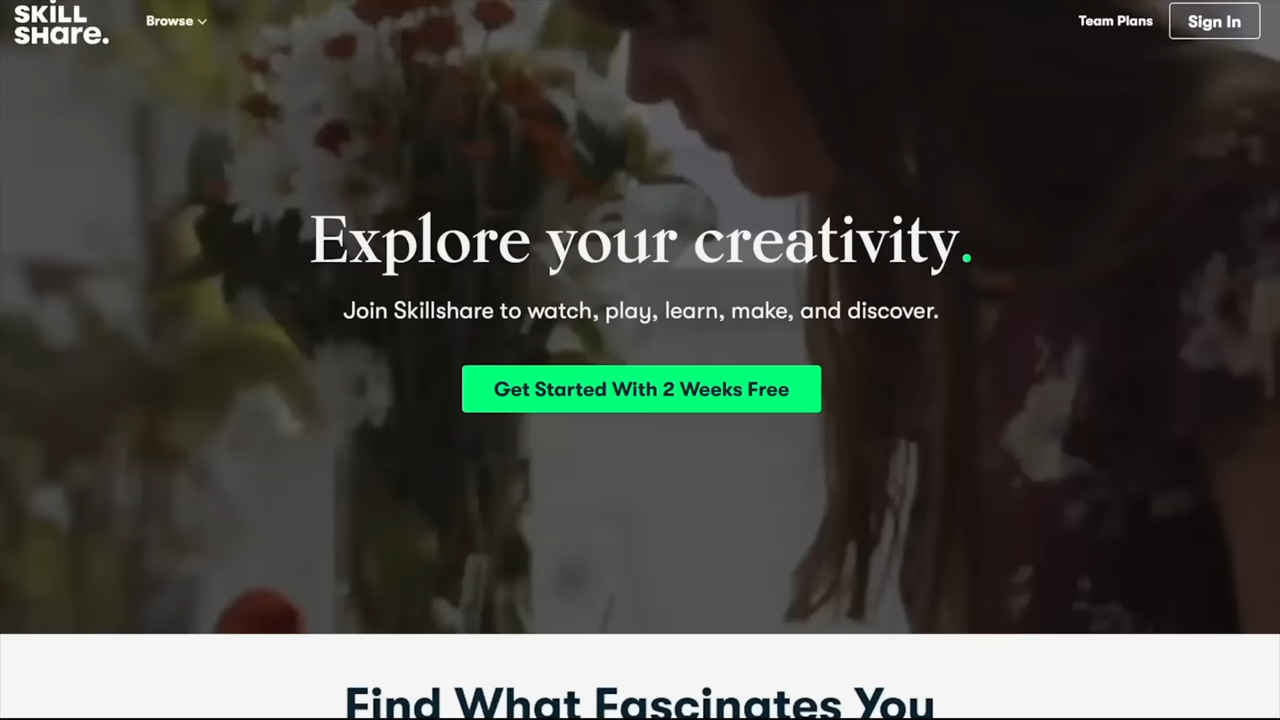 SKiLL
SHare.
Browse
Team Plans
Sign In
Explore your creativity.
Join Skillshare to watch, play, learn, make, and discover.
Get Started With 2 Weeks Free
Find What Fascinates You